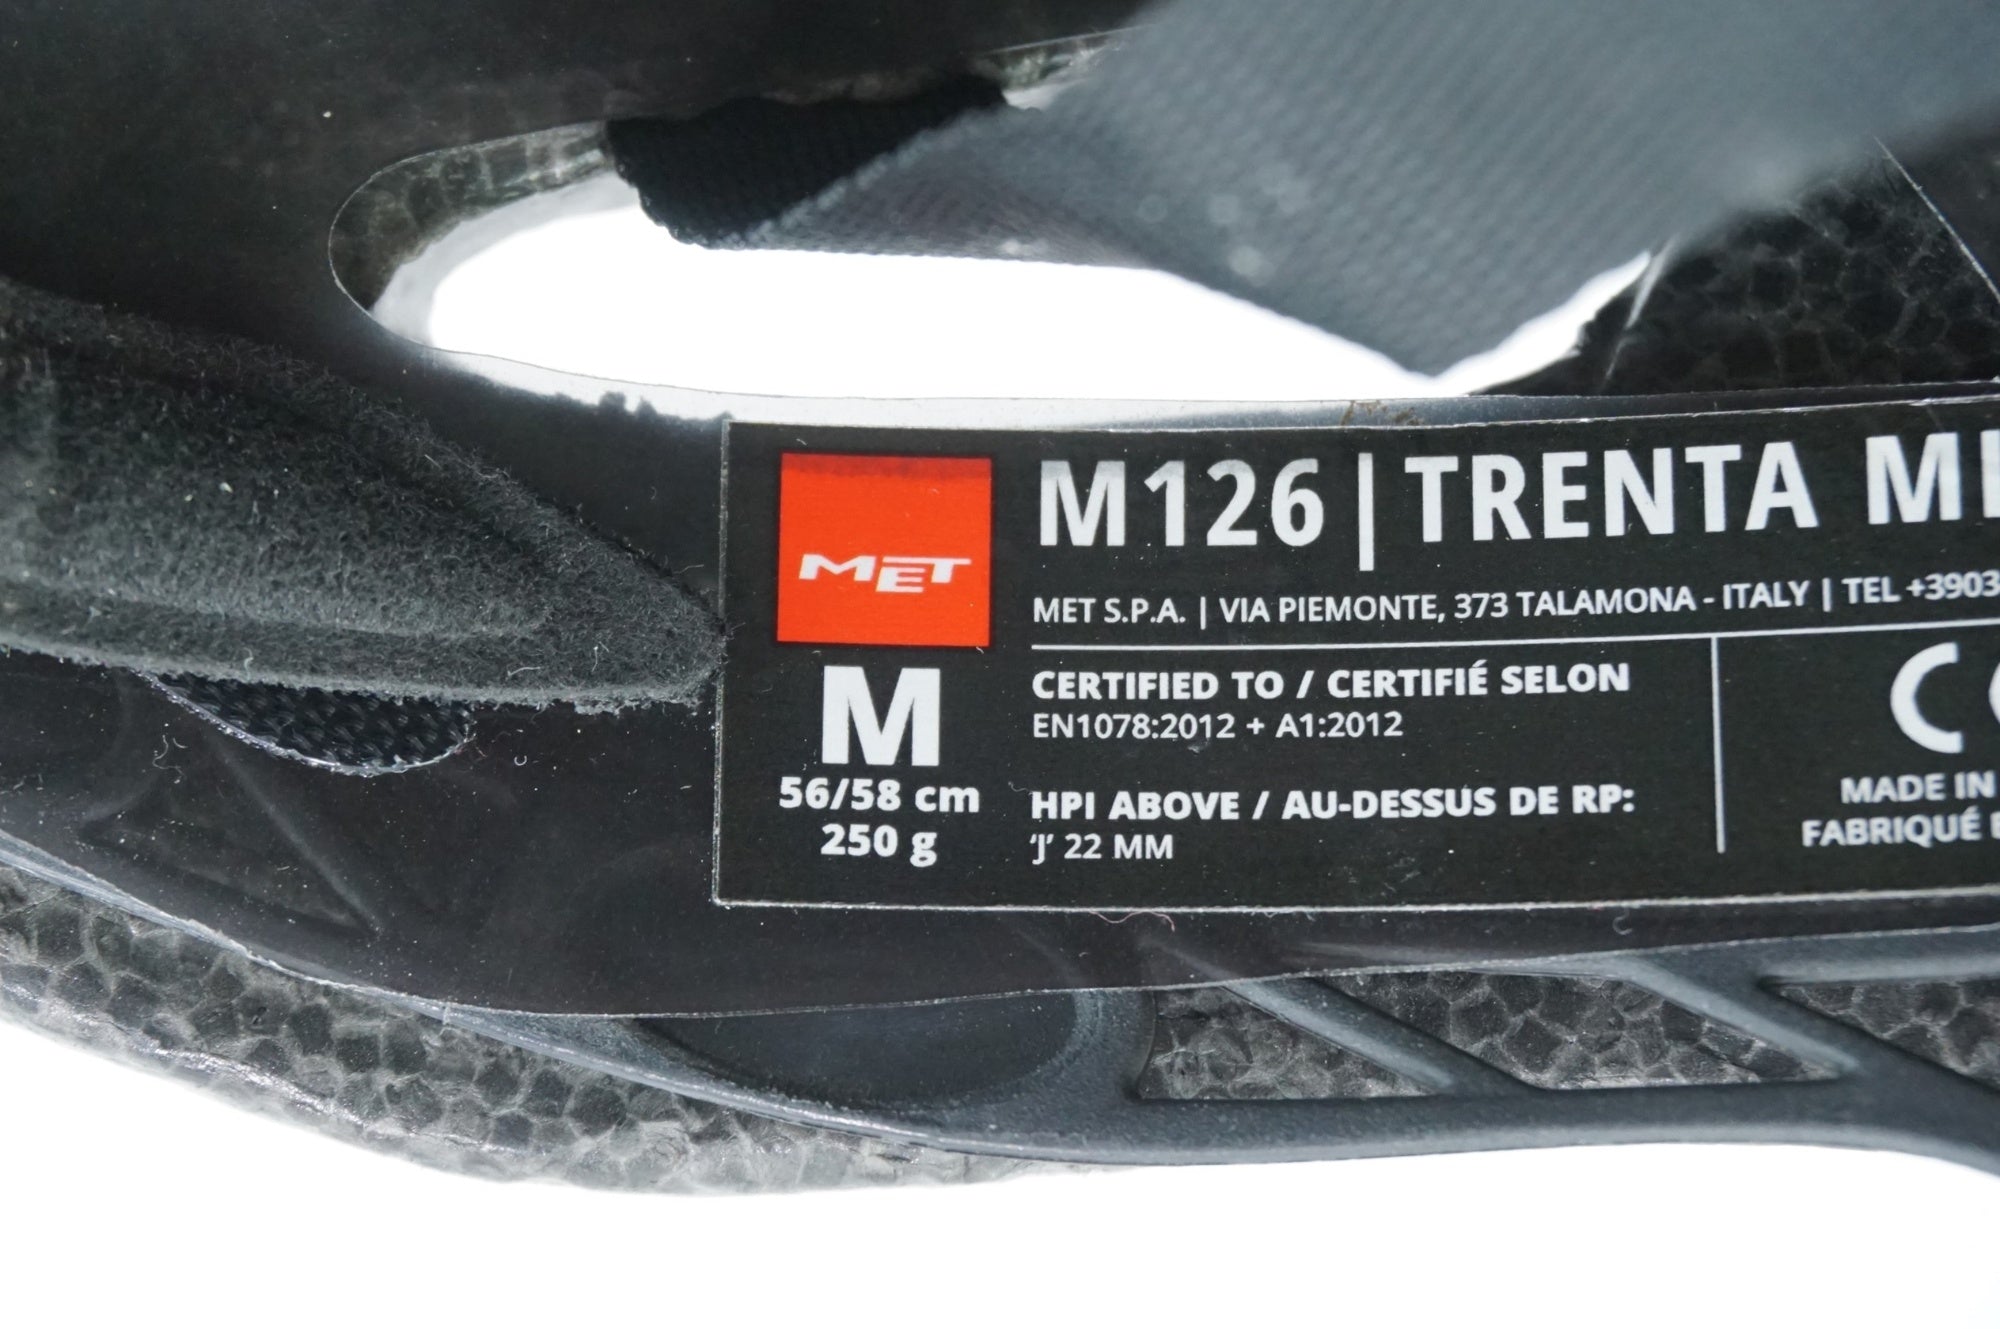 MET
M126 | TRENTA
MET S.P.A. | VIA PIEMONTE, 373 TALAMONA - ITALY | TEL +3903
CERTIFIED TO / CERTIFIÉ SELON
EN1078:2012 + A1:2012
HPI ABOVE / AU-DESSUS DE RP:
‘J’ 22 MM
M
56/58 cm
250 g
MADE IN
FABRIQUÉ